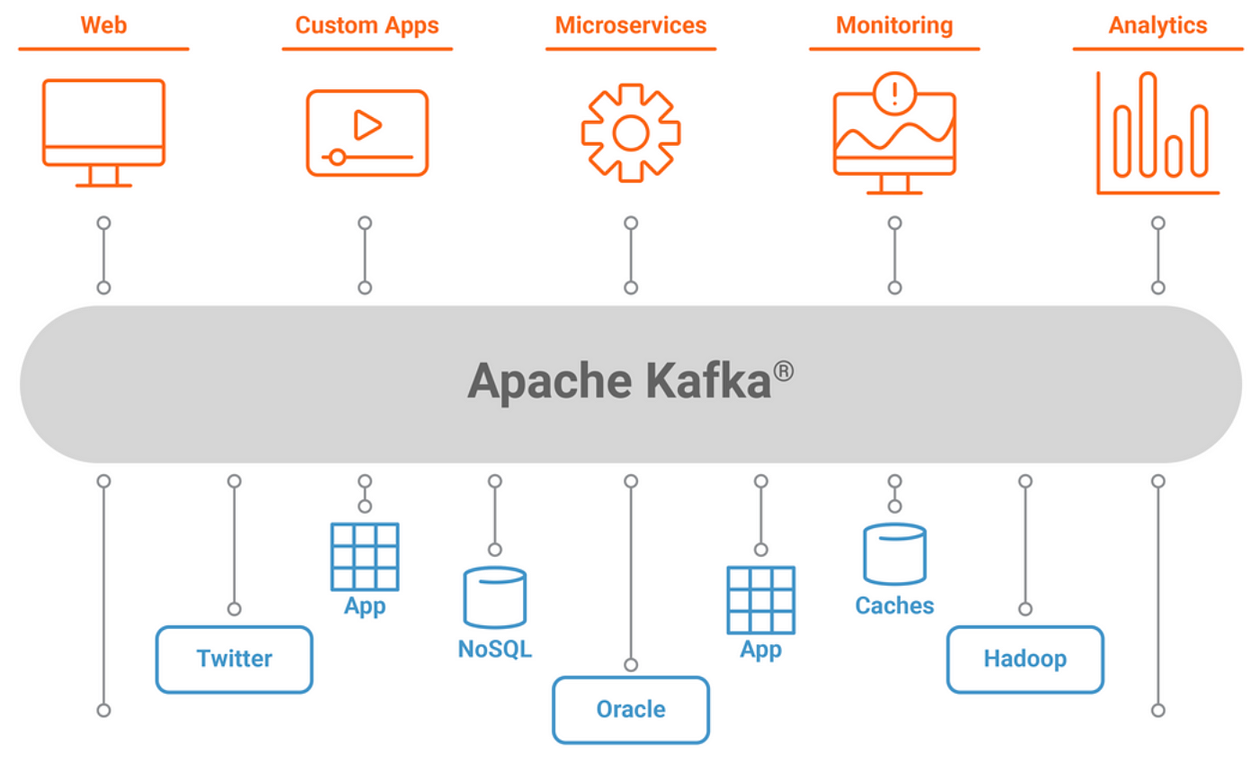 Web
Custom Apps
Microservices
Monitoring
Analytics
Apache Kafka®
App
Caches
NoSQL
App
Twitter
Hadoop
Oracle